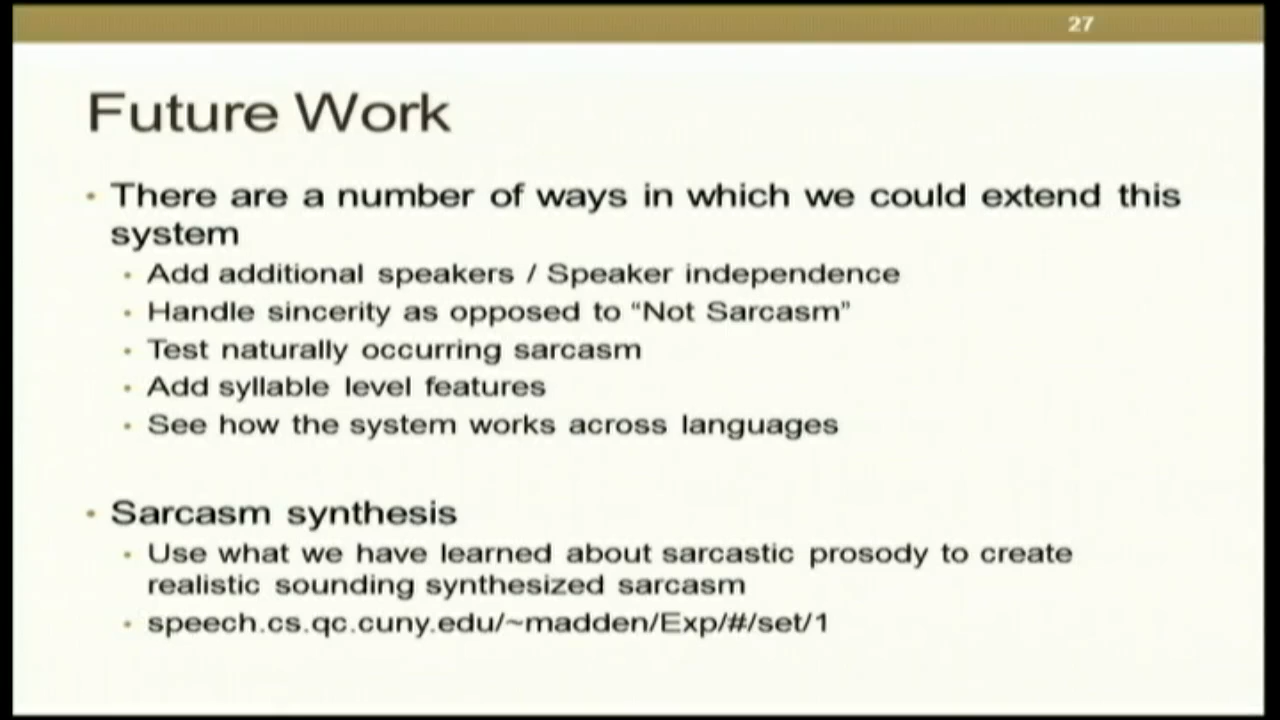 27
Future Work
• There are a number of ways in which we could extend this
system
• Add additional speakers / Speaker independence
• Handle sincerity as opposed to “Not Sarcasm”
• Test naturally occurring sarcasm
• Add syllable level features
• See how the system works across languages
• Sarcasm synthesis
• Use what we have learned about sarcastic prosody to create
realistic sounding synthesized sarcasm
• speech.cs.qc.cuny.edu/~madden/Exp/#/set/1